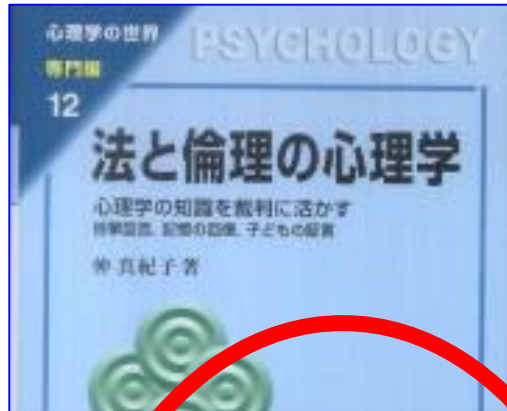 心理学の世界
PSYCHOLOGY
専門編
12
法と倫理の心理学
心理学の知識を裁判に活かす
目撃証言、記憶の回復、子どもの証言
仲 真紀子 著